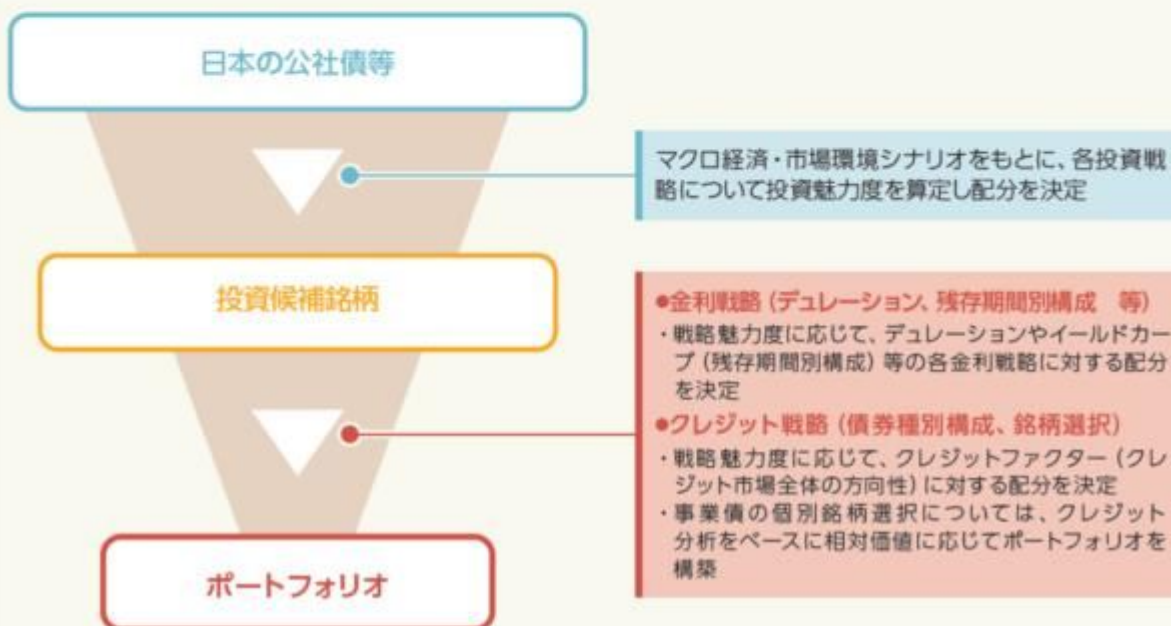 日本の公社債等
マクロ経済・市場環境シナリオをもとに、各投資戦
略について投資魅力度を算定し配分を決定
投資候補銘柄
●金利戦略（デュレーション、残存期間別構成　等）
・戦略魅力度に応じて、デュレーションやイールドカー
ブ（残存期間別構成）等の各金利戦略に対する配分
を決定
●クレジット戦略（債券種別構成、銘柄選択）
・戦略魅力度に応じて、クレジットファクター（クレ
ジット市場全体の方向性）に対する配分を決定
・事業債の個別銘柄選択については、クレジット
分析をベースに相対価値に応じてポートフォリオを
構築
ポートフォリオ